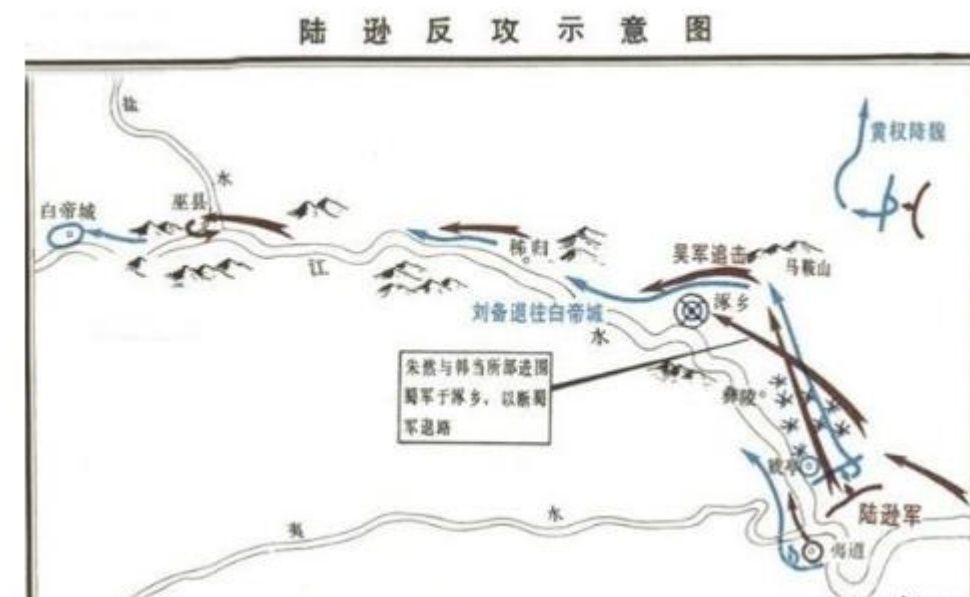 陆逊反攻示意图
盐
水
黄权降魏
巫县
白帝城
秭归
江
吴军追击
马鞍山
涿乡
刘备退往白帝城
水
朱然与韩当所部进围
蜀军于涿乡，以断蜀
军退路
彝陵
猇亭
陆逊军
夷
水
夷道